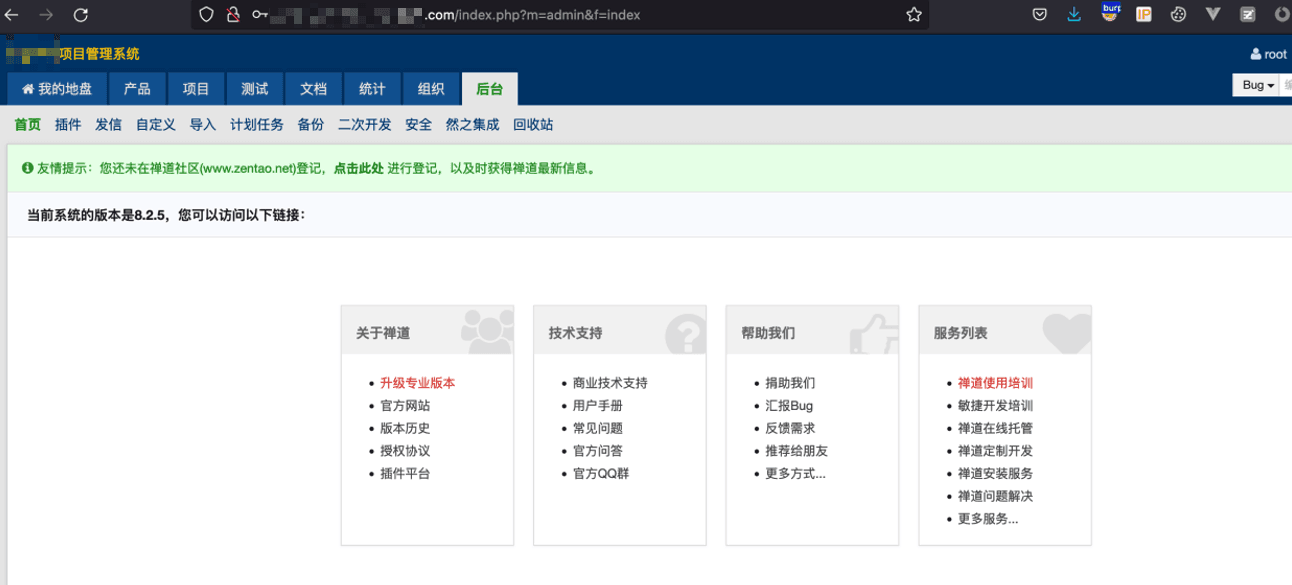 .com/index.php?m=admin&f=index
burp
IP
项目管理系统
root
我的地盘 产品 项目 测试 文档 统计 组织 后台
Bug
首页 插件 发信 自定义 导入 计划任务 备份 二次开发 安全 然之集成 回收站
友情提示：您还未在禅道社区(www.zentao.net)登记，点击此处 进行登记，以及时获得禅道最新信息。
当前系统的版本是8.2.5，您可以访问以下链接：
关于禅道
升级专业版本
官方网站
版本历史
授权协议
插件平台
技术支持
商业技术支持
用户手册
常见问题
官方问答
官方QQ群
帮助我们
捐助我们
汇报Bug
反馈需求
推荐给朋友
更多方式...
服务列表
禅道使用培训
敏捷开发培训
禅道在线托管
禅道定制开发
禅道安装服务
禅道问题解决
更多服务...